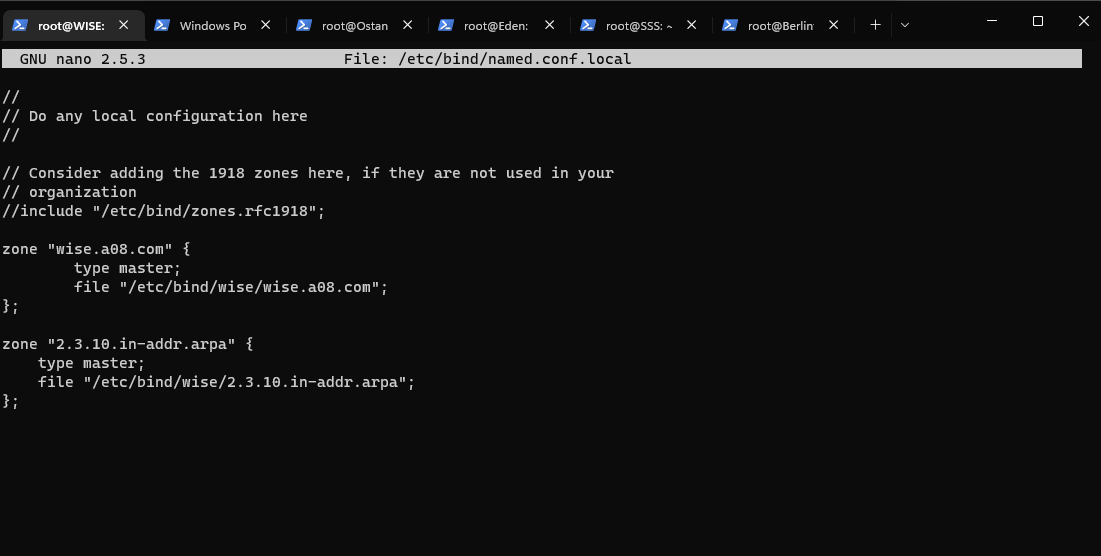 root@WISE: Windows Po root@Ostan root@Eden: root@SSS: ~ root@Berlin
GNU nano 2.5.3 File: /etc/bind/named.conf.local
//
// Do any local configuration here
//
// Consider adding the 1918 zones here, if they are not used in your
// organization
//include "/etc/bind/zones.rfc1918";
zone "wise.a08.com" {
        type master;
        file "/etc/bind/wise/wise.a08.com";
};
zone "2.3.10.in-addr.arpa" {
    type master;
    file "/etc/bind/wise/2.3.10.in-addr.arpa";
};